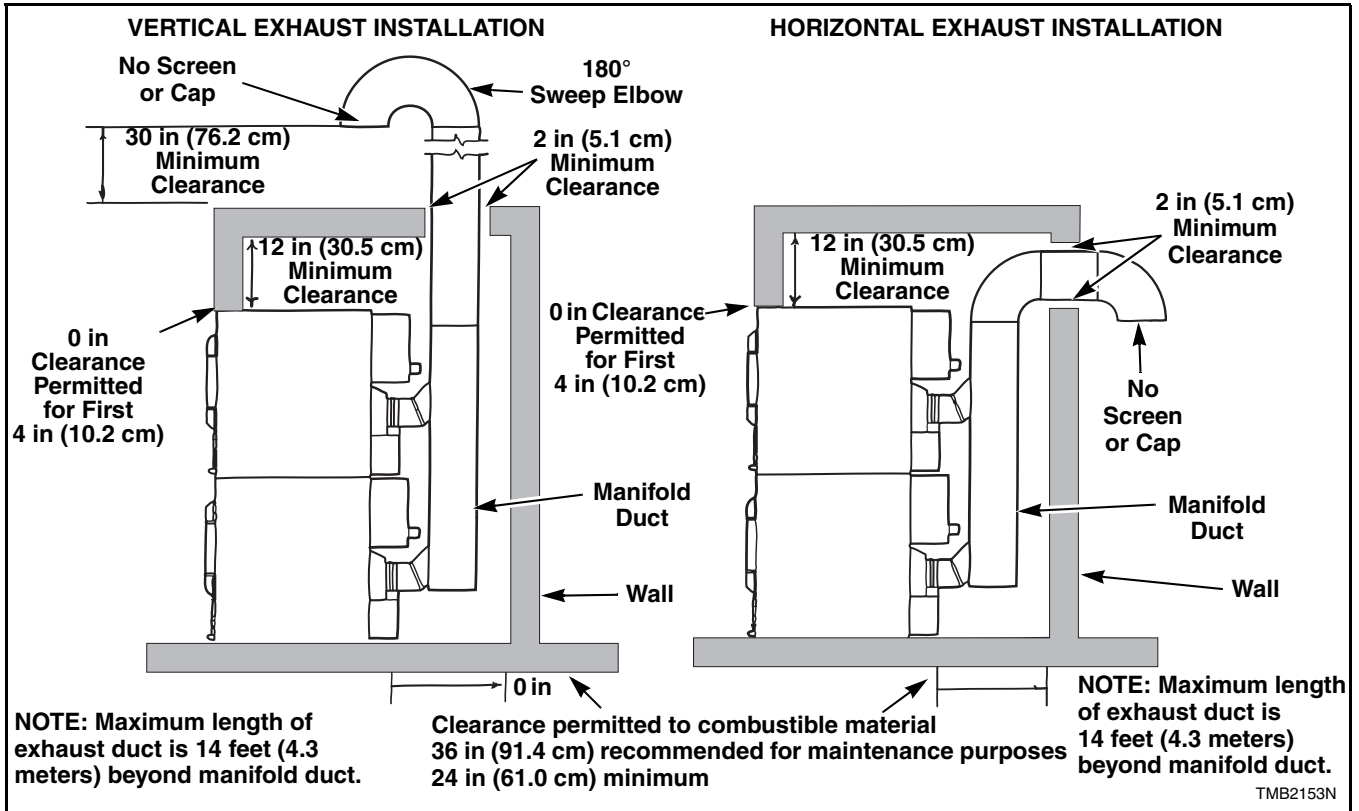 VERTICAL EXHAUST INSTALLATION
No Screen
or Cap
180°
Sweep Elbow
30 in (76.2 cm)
Minimum
Clearance
2 in (5.1 cm)
Minimum
Clearance
12 in (30.5 cm)
Minimum
Clearance
0 in
Clearance
Permitted
for First
4 in (10.2 cm)
Manifold
Duct
Wall
0 in
NOTE: Maximum length of
exhaust duct is 14 feet (4.3
meters) beyond manifold duct.
Clearance permitted to combustible material
36 in (91.4 cm) recommended for maintenance purposes
24 in (61.0 cm) minimum
HORIZONTAL EXHAUST INSTALLATION
2 in (5.1 cm)
Minimum
Clearance
12 in (30.5 cm)
Minimum
Clearance
0 in Clearance
Permitted
for First
4 in (10.2 cm)
No
Screen
or Cap
Manifold
Duct
Wall
NOTE: Maximum length
of exhaust duct is
14 feet (4.3 meters)
beyond manifold duct.
TMB2153N